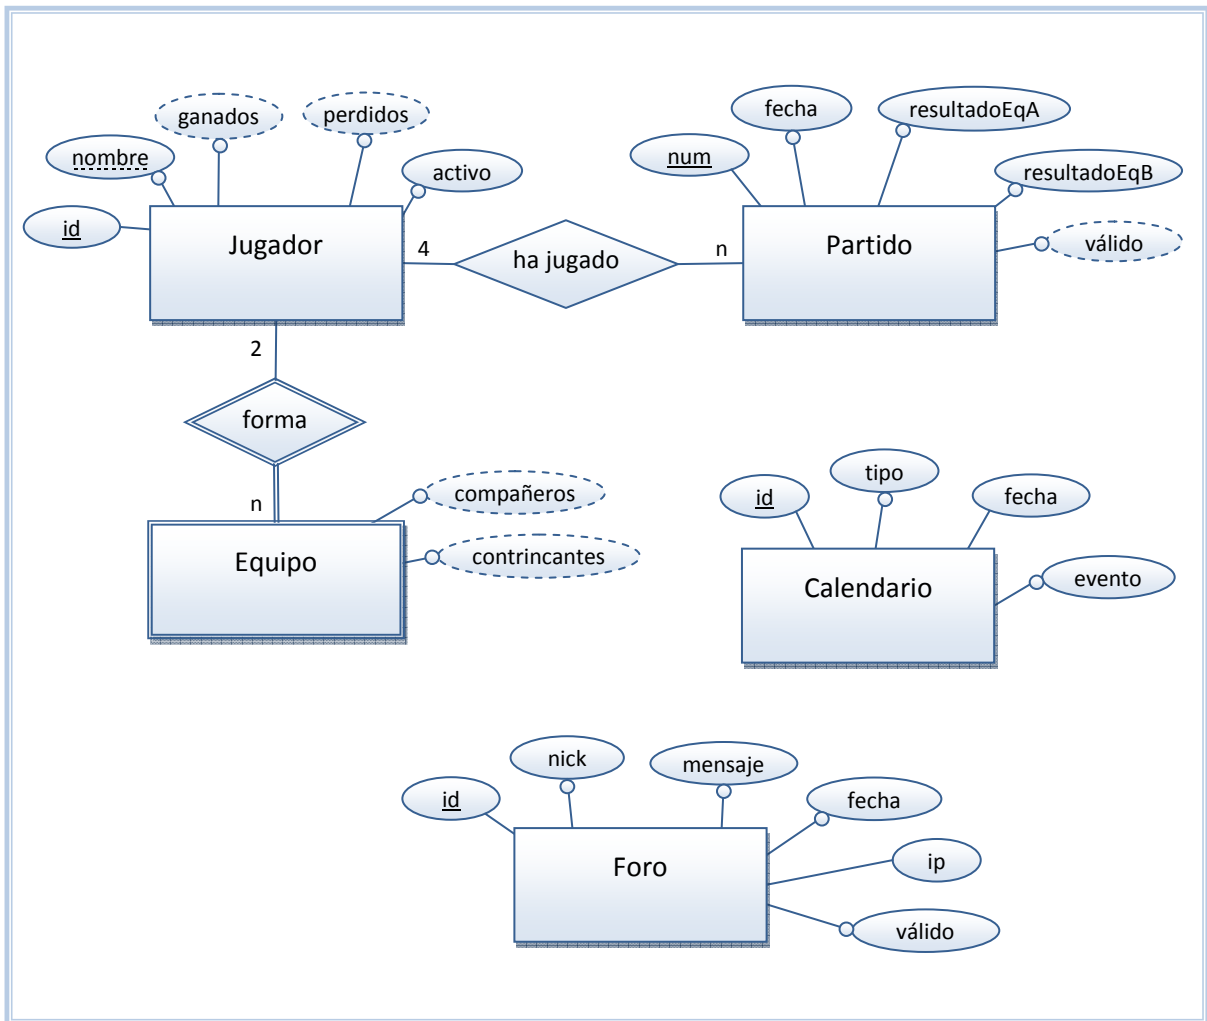 ganados
perdidos
nombre
activo
id
Jugador
fecha
resultadoEqA
num
resultadoEqB
válido
Partido
4
ha jugado
n
2
forma
n
compañeros
contrincantes
Equipo
tipo
id
fecha
evento
Calendario
nick
mensaje
id
fecha
ip
válido
Foro